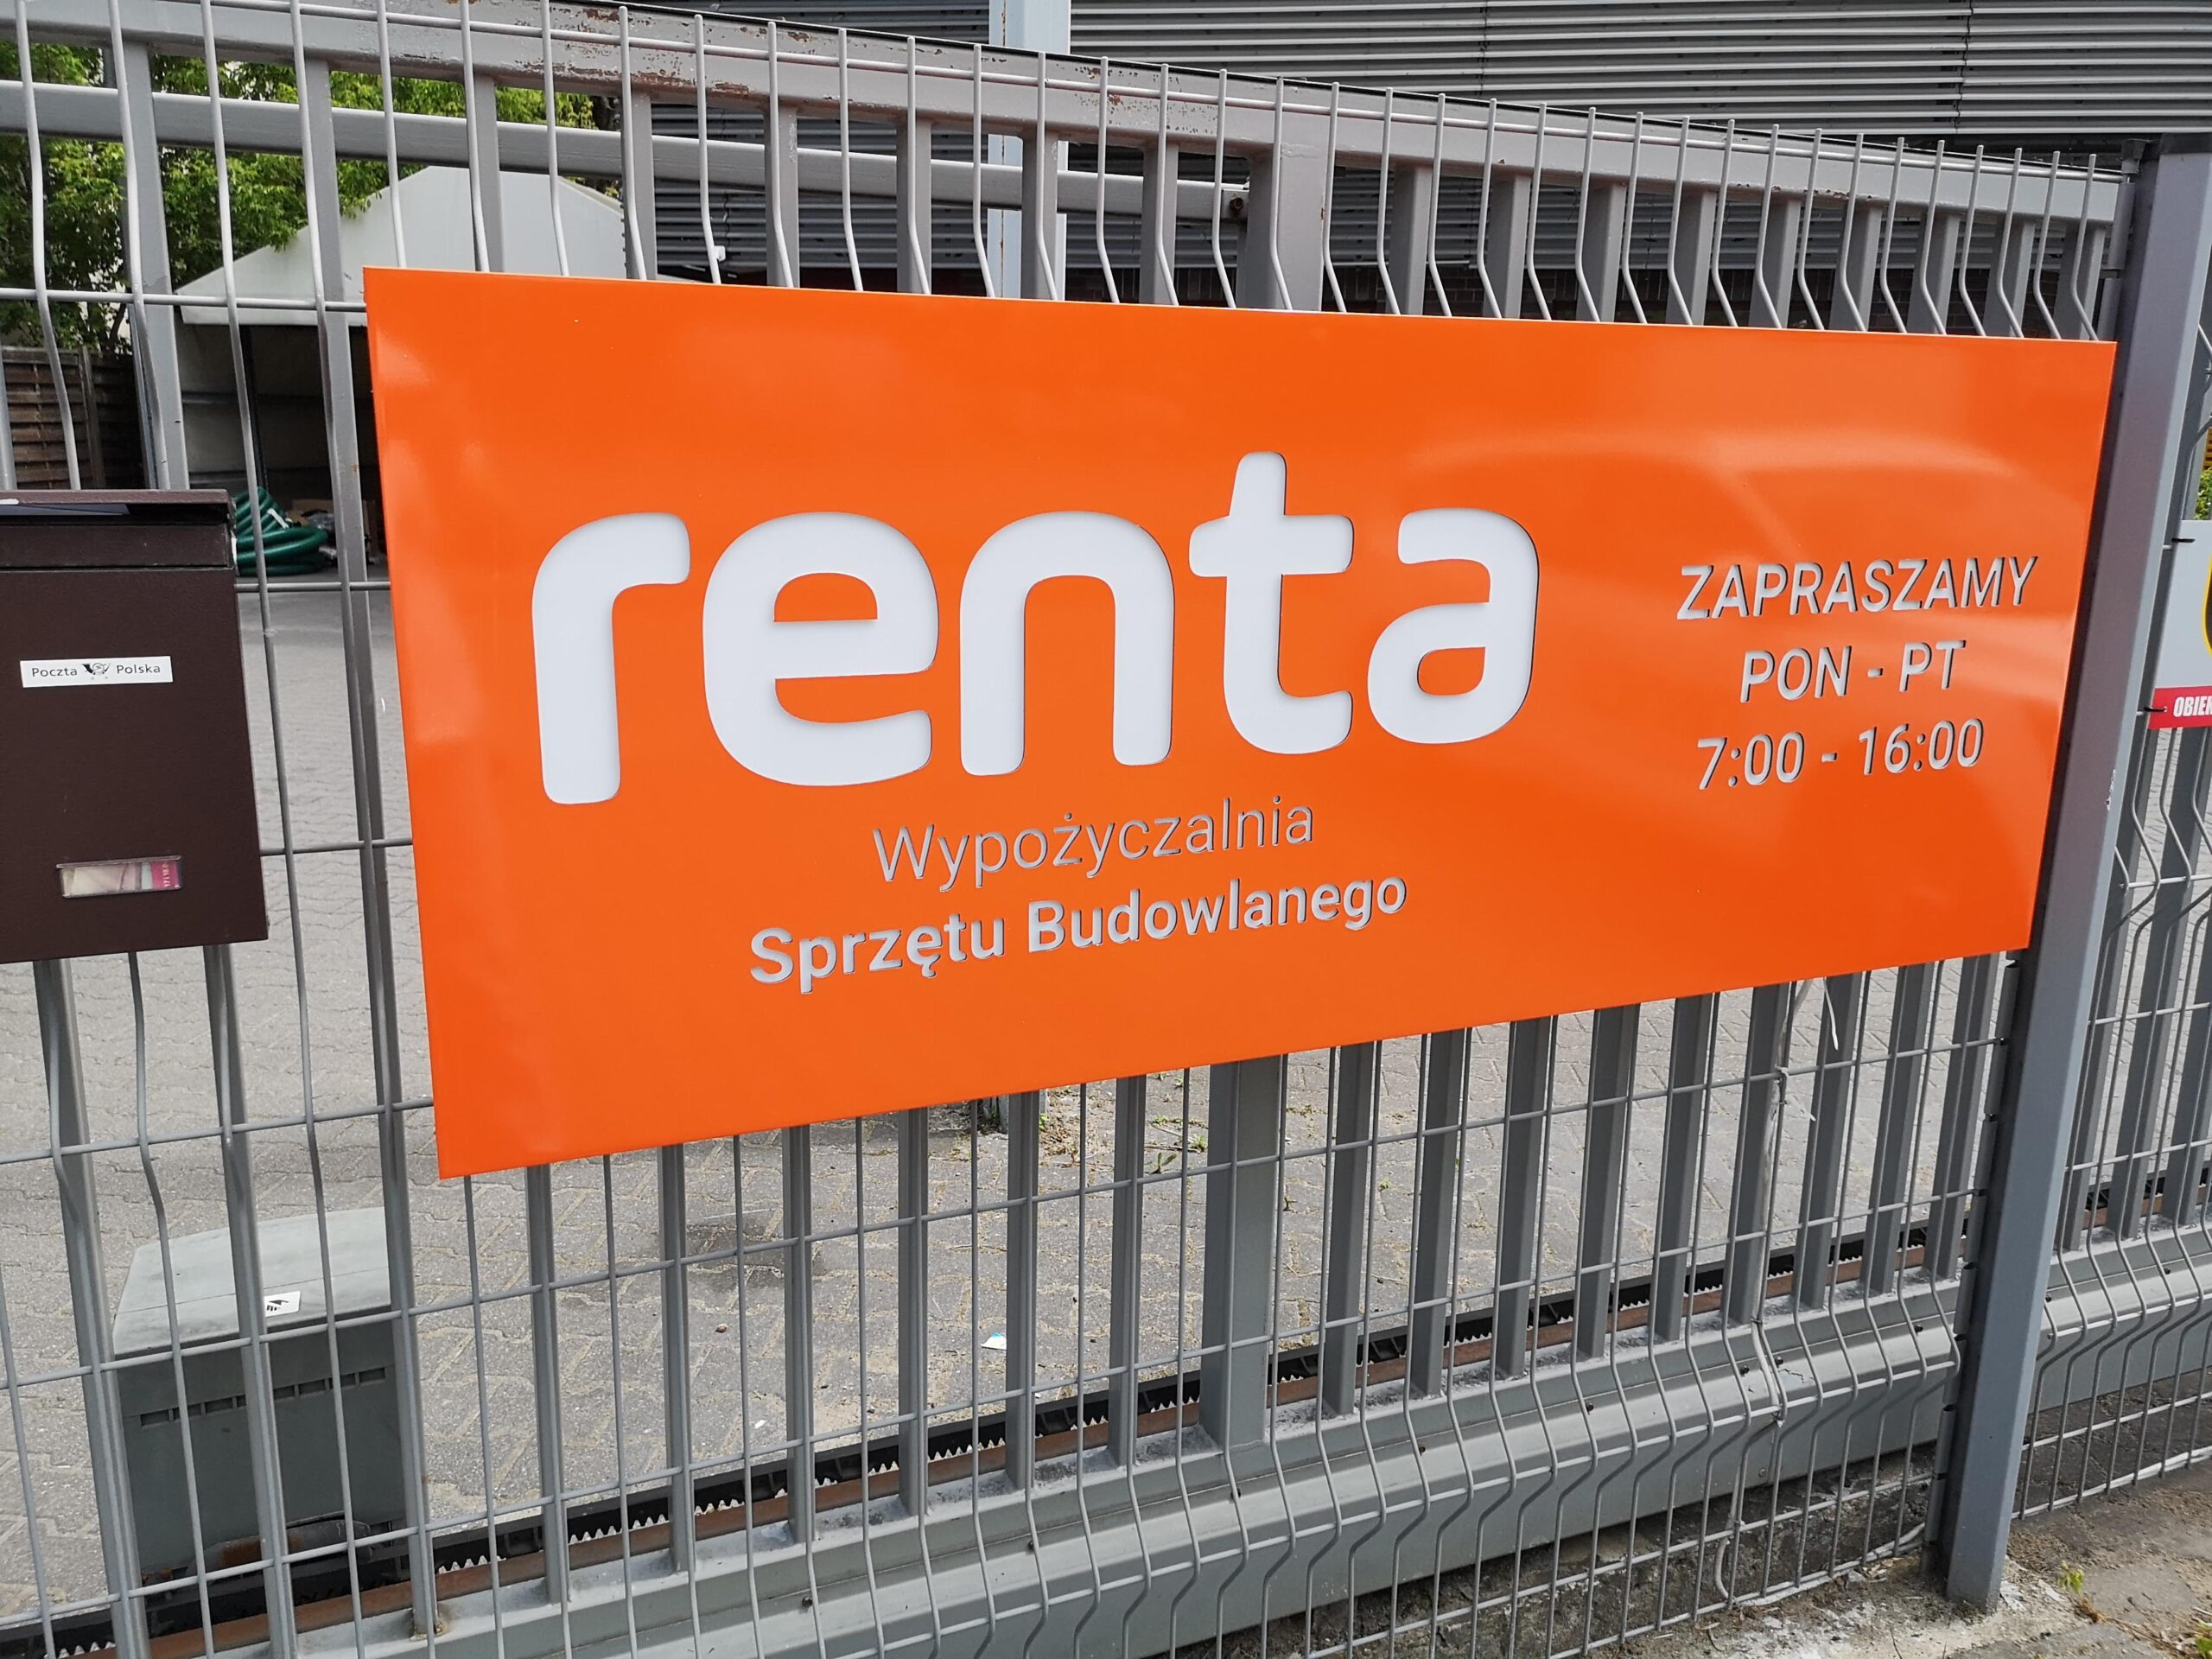 renta
Wypożyczalnia
Sprzętu Budowlanego
ZAPRASZAMY
PON - PT
7:00 - 16:00
Poczta Polska